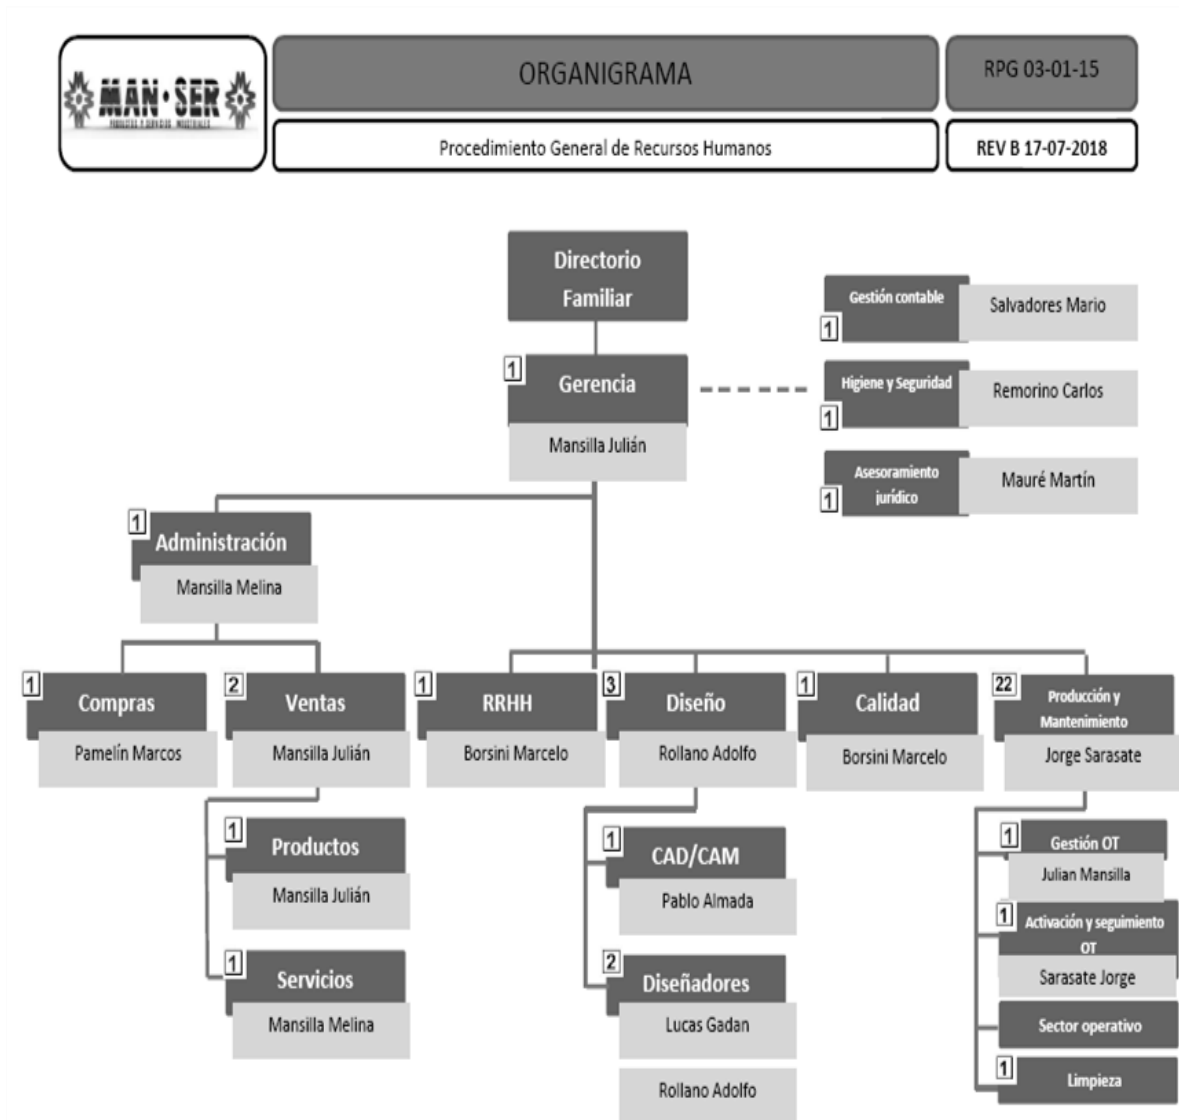 MAN·SER
PRODUCTOS Y SERVICIOS INDUSTRIALES
ORGANIGRAMA
RPG 03-01-15
Procedimiento General de Recursos Humanos
REV B 17-07-2018
Directorio
Familiar
1
Gerencia
Mansilla Julián
Gestión contable
1
Salvadores Mario
Higiene y Seguridad
1
Remorino Carlos
Asesoramiento
jurídico
1
Mauré Martín
1
Administración
Mansilla Melina
1
Compras
Pamelín Marcos
2
Ventas
Mansilla Julián
1
RRHH
Borsini Marcelo
3
Diseño
Rollano Adolfo
1
Calidad
Borsini Marcelo
22
Producción y
Mantenimiento
Jorge Sarasate
1
Productos
Mansilla Julián
1
Servicios
Mansilla Melina
1
CAD/CAM
Pablo Almada
2
Diseñadores
Lucas Gadan
Rollano Adolfo
1
Gestión OT
Julian Mansilla
1
Activación y seguimiento
OT
Sarasate Jorge
Sector operativo
1
Limpieza